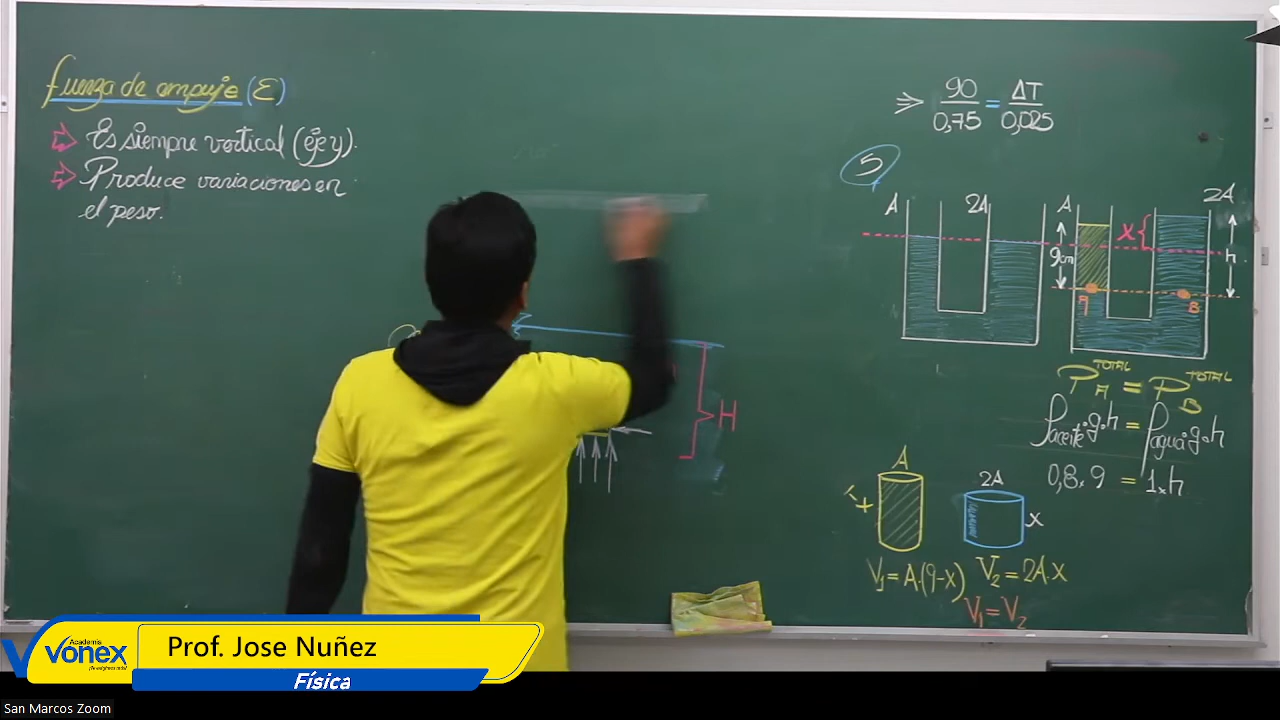 Fuerza de empuje (E)
⇒ Es siempre vertical (eje y).
⇒ Produce variaciones en
el peso.
H
⇒ 90/0,75 = ΔT/0,025
5
A 2A A 2A
X
9cm h
A B
P_A^TOTAL = P_B^TOTAL
ρaceite.g.h = ρagua.g.h
0,8.9 = 1.h
A 2A
x
V1=A.(9-x) V2=2A.x
V1=V2
Academia
vonex
Prof. Jose Nuñez
Física
San Marcos Zoom